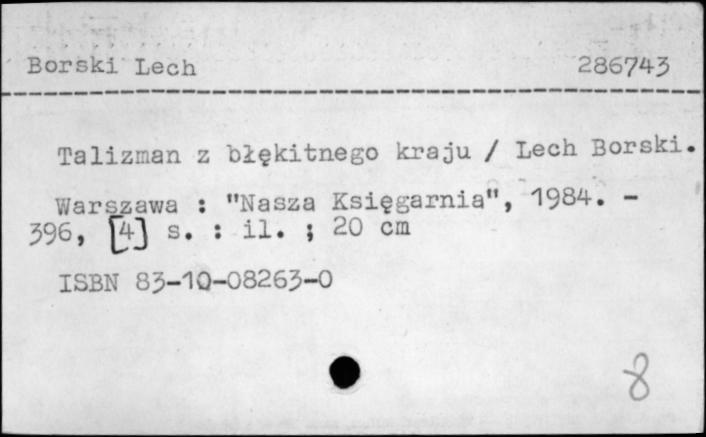 Borski Lech 286743
Talizman z błękitnego kraju / Lech Borski.
Warszawa : "Nasza Księgarnia", 1984. -
396, [4] s. : il. ; 20 cm
ISBN 83-10-08263-0
8